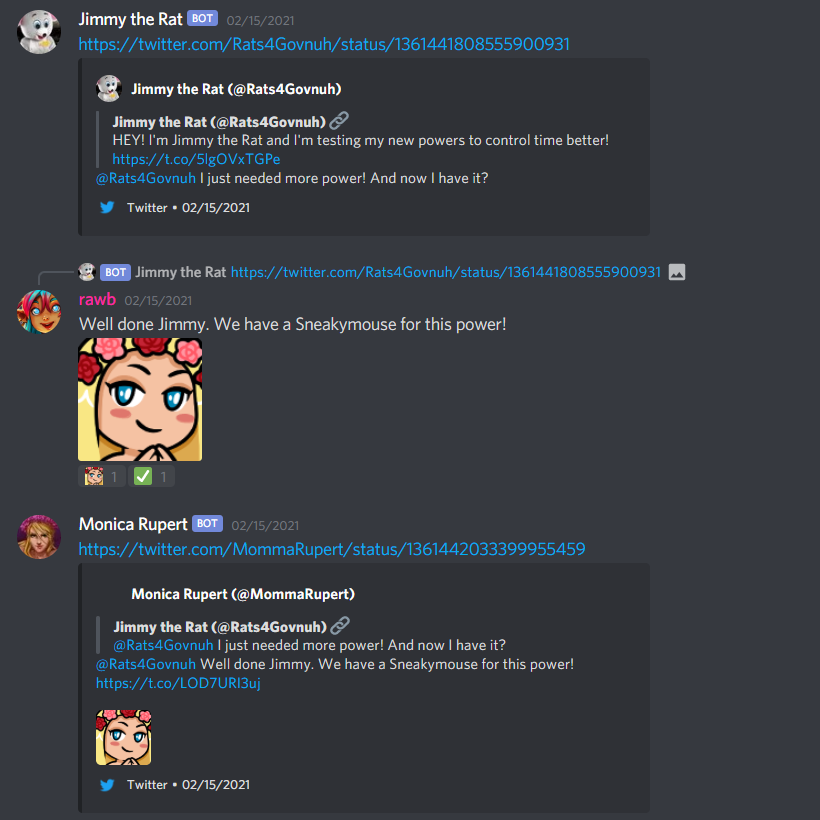 Jimmy the Rat BOT 02/15/2021
https://twitter.com/Rats4Govnuh/status/1361441808555900931
Jimmy the Rat (@Rats4Govnuh)
Jimmy the Rat (@Rats4Govnuh)
HEY! I'm Jimmy the Rat and I'm testing my new powers to control time better!
https://t.co/5lgOVxTGPe
@Rats4Govnuh I just needed more power! And now I have it?
Twitter • 02/15/2021
BOT Jimmy the Rat https://twitter.com/Rats4Govnuh/status/1361441808555900931
rawb 02/15/2021
Well done Jimmy. We have a Sneakymouse for this power!
1 1
Monica Rupert BOT 02/15/2021
https://twitter.com/MommaRupert/status/1361442033399955459
Monica Rupert (@MommaRupert)
Jimmy the Rat (@Rats4Govnuh)
@Rats4Govnuh I just needed more power! And now I have it?
@Rats4Govnuh Well done Jimmy. We have a Sneakymouse for this power!
https://t.co/LOD7URI3uj
Twitter • 02/15/2021